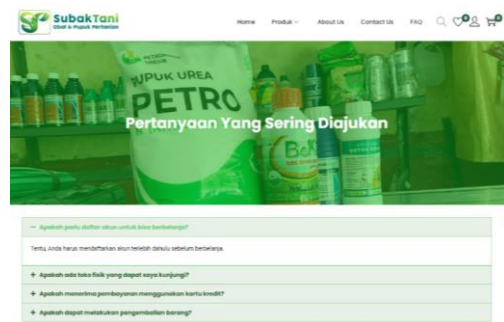 SubakTani
Obat & Pupuk Pertanian
Home Produk About Us Contact Us FAQ
PETRO
PUPUK UREA
PETRO
Pertanyaan Yang Sering Diajukan
— Apakah perlu daftar akun untuk bisa berbelanja?
Tentu, Anda harus mendaftarkan akun terlebih dahulu sebelum berbelanja.
+ Apakah ada toko fisik yang dapat saya kunjungi?
+ Apakah menerima pembayaran menggunakan kartu kredit?
+ Apakah dapat melakukan pengembalian barang?